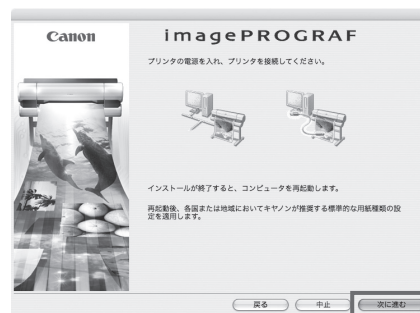 Canon
imagePROGRAF
プリンタの電源を入れ、プリンタを接続してください。
インストールが終了すると、コンピュータを再起動します。
再起動後、各国または地域においてキヤノンが推奨する標準的な用紙種類の設
定を適用します。
戻る
中止
次に進む